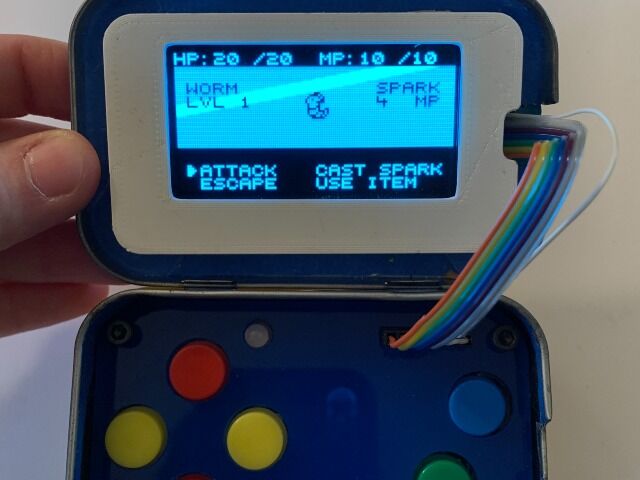 HP:20 /20 MP:10 /10
WORM SPARK
LVL 1 4 MP
ATTACK CAST SPARK
ESCAPE USE ITEM